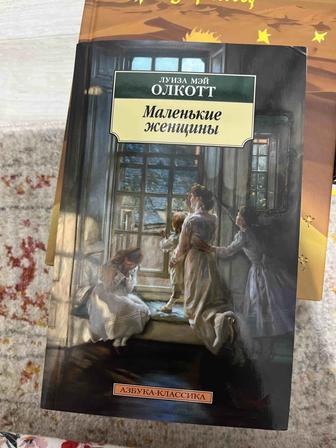 ЛУИЗА МЭЙ
ОЛКОТТ
Маленькие
женщины
АЗБУКА-КЛАССИКА